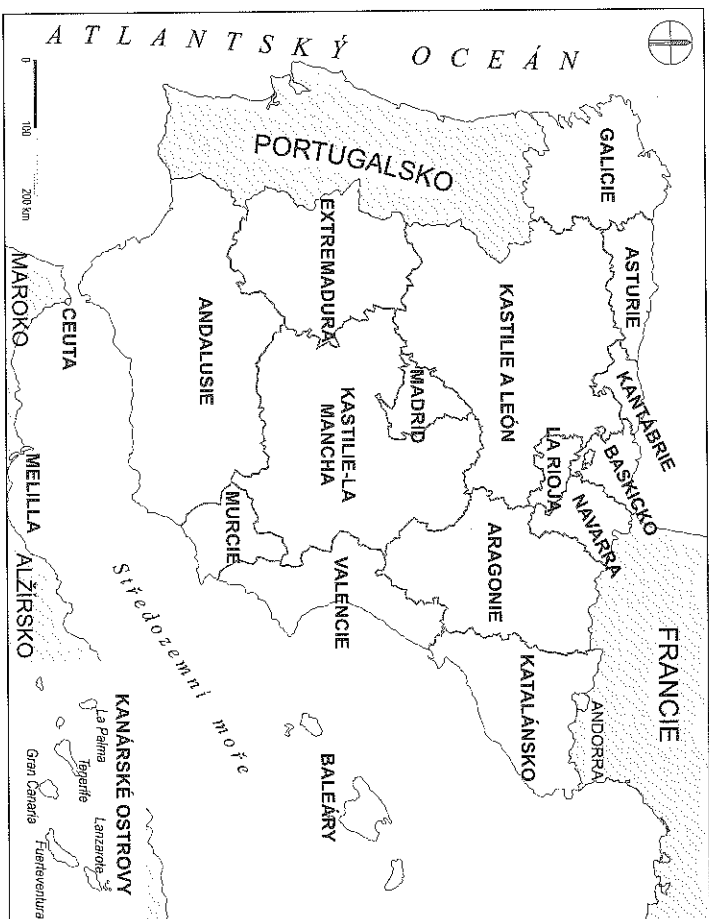 ATLANTSKÝ OCEÁN
FRANCIE
GALICIE
ASTURIE
KANTÁBRIE
BASKICKO
NAVARRA
LA RIOJA
ANDORRA
KASTILIE A LEÓN
ARAGONIE
KATALÁNSKO
PORTUGALSKO
MADRID
EXTREMADURA
KASTILIE-LA
MANCHA
VALENCIE
BALEÁRY
ANDALUSIE
MURCIE
Středozemní moře
CEUTA
MELILLA
MAROKO
ALŽÍRSKO
0 100 200 km
KANÁRSKÉ OSTROVY
La Palma
Tenerife
Lanzarote
Gran Canaria
Fuerteventura